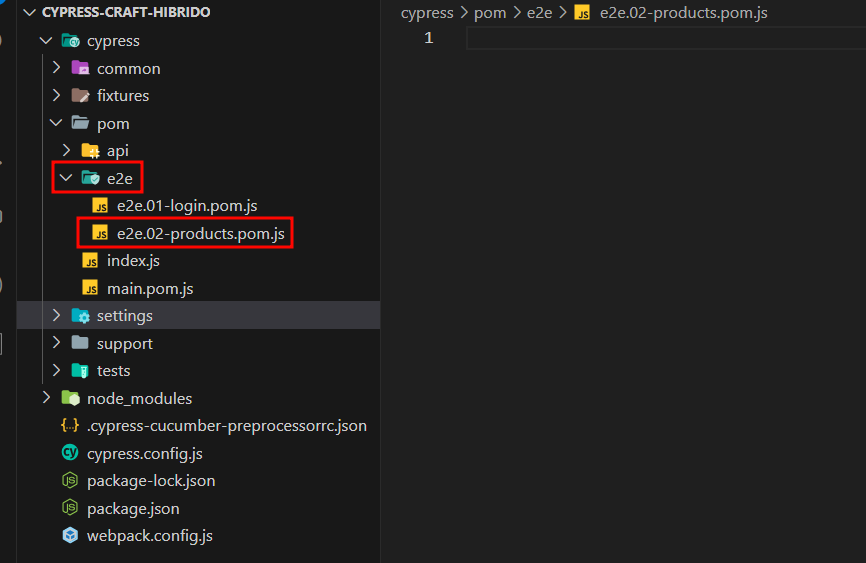 CYPRESS-CRAFT-HIBRIDO
cypress
common
fixtures
pom
api
e2e
e2e.01-login.pom.js
e2e.02-products.pom.js
index.js
main.pom.js
settings
support
tests
node_modules
.cypress-cucumber-preprocessorrc.json
cypress.config.js
package-lock.json
package.json
webpack.config.js
cypress > pom > e2e > JS e2e.02-products.pom.js
1